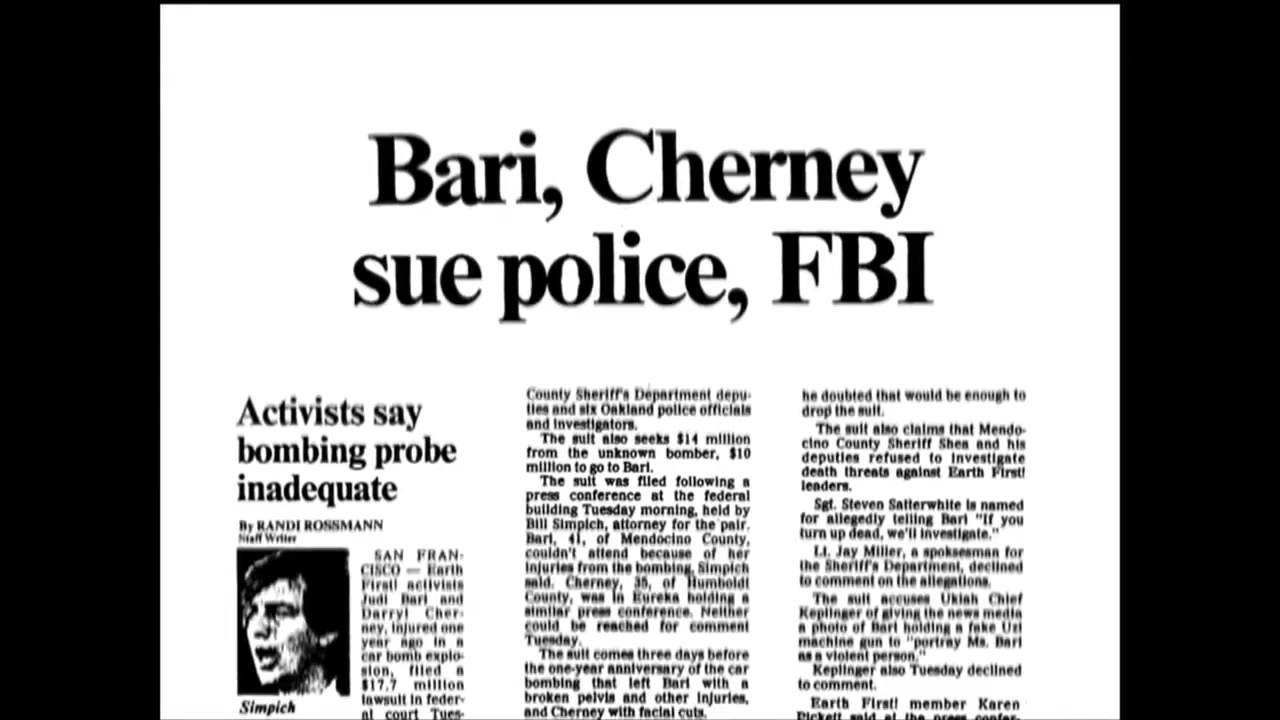 Bari, Cherney
sue police, FBI
Activists say
bombing probe
inadequate
By RANDI ROSSMANN
Staff Writer
Simpich
SAN FRAN-
CISCO — Earth
First! activists
Judi Bari and
Darryl Cher-
ney, injured one
year ago in a
car bomb explo-
sion, filed a
$17.7 million
lawsuit in feder-
al court Tues-
County Sheriff's Department depu-
ties and six Oakland police officials
and investigators.
The suit also seeks $14 million
from the unknown bomber, $10
million to go to Bari.
The suit was filed following a
press conference at the federal
building Tuesday morning, held by
Bill Simpich, attorney for the pair.
Bari, 41, of Mendocino County,
couldn't attend because of her
injuries from the bombing, Simpich
said. Cherney, 35, of Humboldt
County, was in Eureka holding a
similar press conference. Neither
could be reached for comment
Tuesday.
The suit comes three days before
the one-year anniversary of the car
bombing that left Bari with a
broken pelvis and other injuries,
and Cherney with facial cuts.
he doubted that would be enough to
drop the suit.
The suit also claims that Mendo-
cino County Sheriff Shea and his
deputies refused to investigate
death threats against Earth First!
leaders.
Sgt. Steven Satterwhite is named
for allegedly telling Bari "If you
turn up dead, we'll investigate."
Lt. Jay Miller, a spokesman for
the Sheriff's Department, declined
to comment on the allegations.
The suit accuses Ukiah Chief
Keplinger of giving the news media
a photo of Bari holding a fake Uzi
machine gun to "portray Ms. Bari
as a violent person."
Keplinger also Tuesday declined
to comment.
Earth First! member Karen
Pickett said at the press confer-